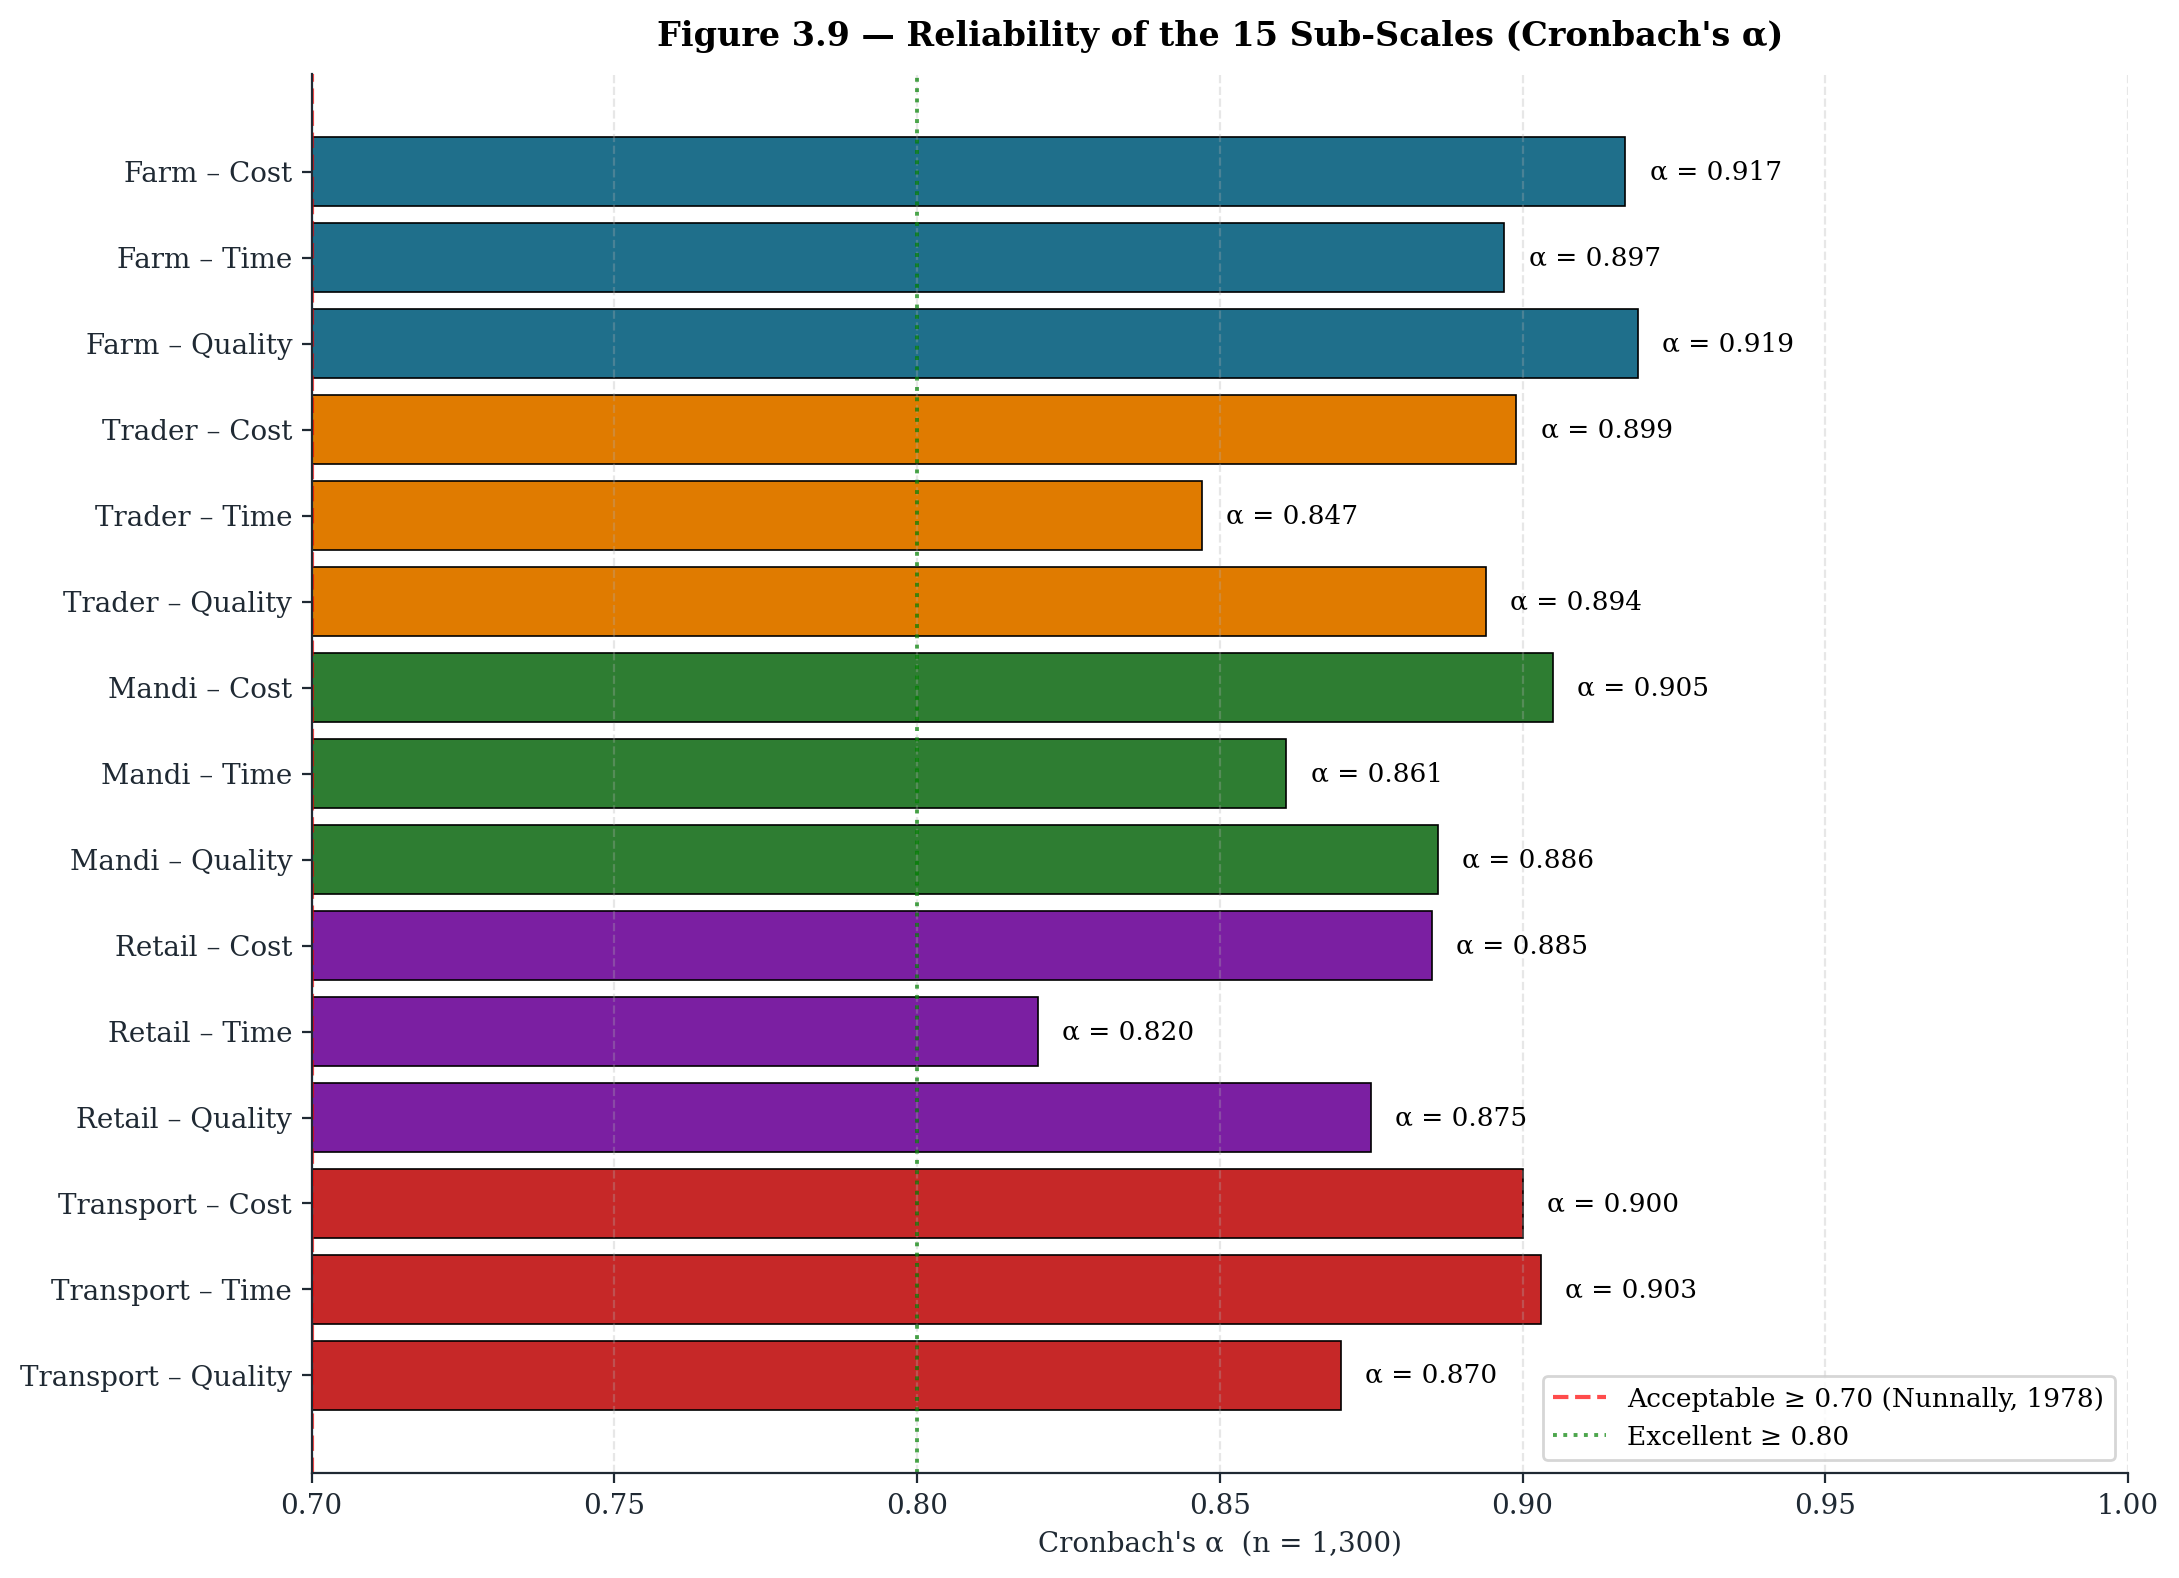 Figure 3.9 — Reliability of the 15 Sub-Scales (Cronbach's α)
Farm – Cost
α = 0.917
Farm – Time
α = 0.897
Farm – Quality
α = 0.919
Trader – Cost
α = 0.899
Trader – Time
α = 0.847
Trader – Quality
α = 0.894
Mandi – Cost
α = 0.905
Mandi – Time
α = 0.861
Mandi – Quality
α = 0.886
Retail – Cost
α = 0.885
Retail – Time
α = 0.820
Retail – Quality
α = 0.875
Transport – Cost
α = 0.900
Transport – Time
α = 0.903
Transport – Quality
α = 0.870
Acceptable ≥ 0.70 (Nunnally, 1978)
Excellent ≥ 0.80
0.70 0.75 0.80 0.85 0.90 0.95 1.00
Cronbach's α (n = 1,300)